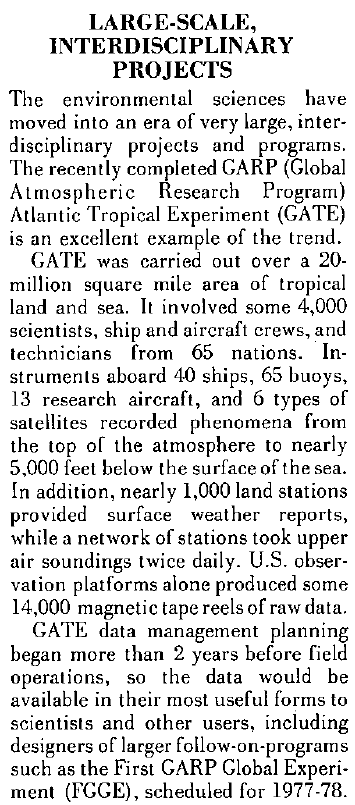 LARGE-SCALE,
INTERDISCIPLINARY
PROJECTS
The environmental sciences have
moved into an era of very large, inter-
disciplinary projects and programs.
The recently completed GARP (Global
Atmospheric Research Program)
Atlantic Tropical Experiment (GATE)
is an excellent example of the trend.
GATE was carried out over a 20-
million square mile area of tropical
land and sea. It involved some 4,000
scientists, ship and aircraft crews, and
technicians from 65 nations. In-
struments aboard 40 ships, 65 buoys,
13 research aircraft, and 6 types of
satellites recorded phenomena from
the top of the atmosphere to nearly
5,000 feet below the surface of the sea.
In addition, nearly 1,000 land stations
provided surface weather reports,
while a network of stations took upper
air soundings twice daily. U.S. obser-
vation platforms alone produced some
14,000 magnetic tape reels of raw data.
GATE data management planning
began more than 2 years before field
operations, so the data would be
available in their most useful forms to
scientists and other users, including
designers of larger follow-on-programs
such as the First GARP Global Experi-
ment (FGGE), scheduled for 1977-78.